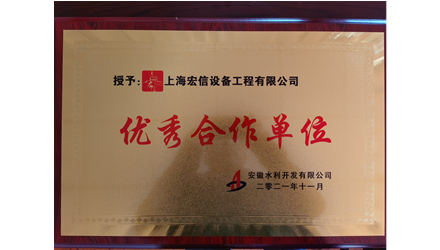 授予：上海宏信设备工程有限公司
优秀合作单位
安徽水利开发有限公司
二零二一年十一月